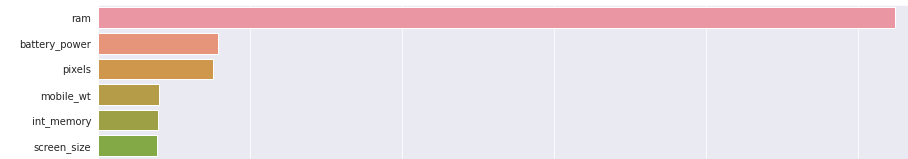 ram
battery_power
pixels
mobile_wt
int_memory
screen_size